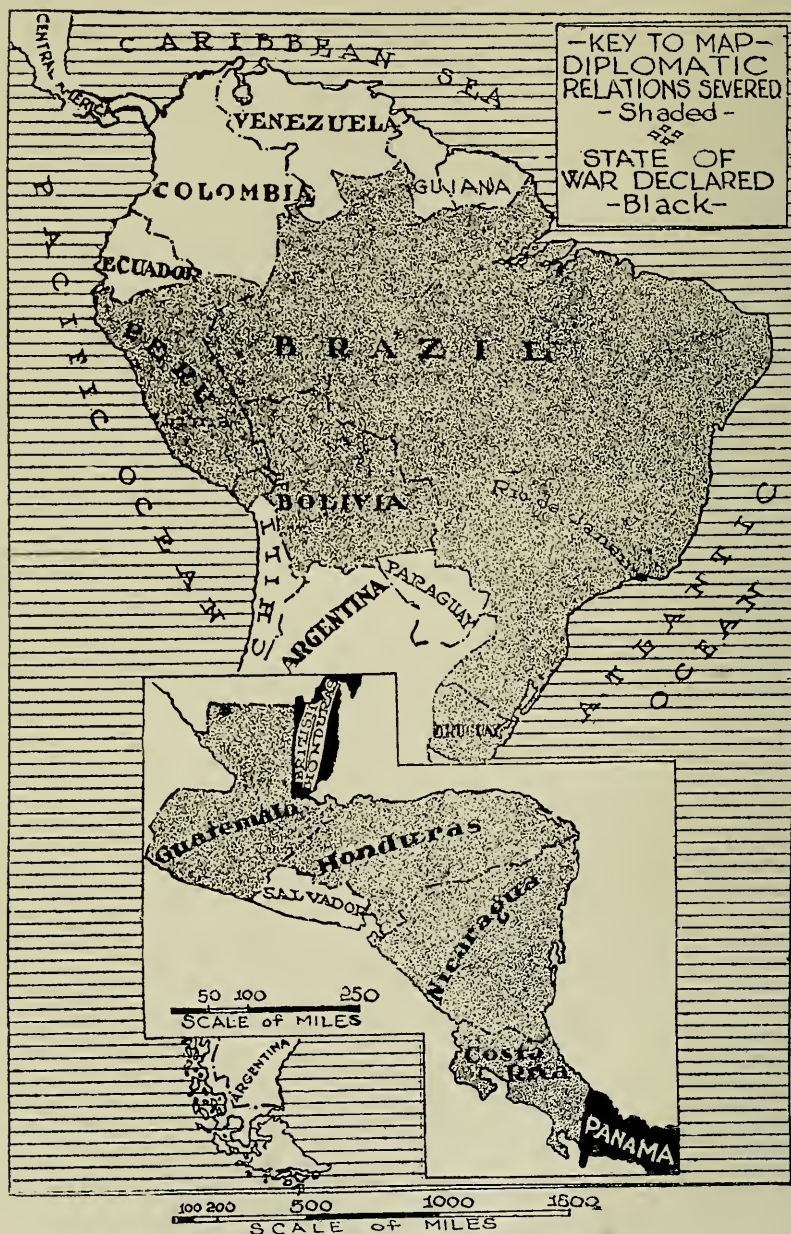 CENTRAL AMERICA
CARIBBEAN SEA
-KEY TO MAP-
DIPLOMATIC
RELATIONS SEVERED
-Shaded-
STATE OF
WAR DECLARED
-Black-
VENEZUELA
COLOMBIA
GUIANA
ECUADOR
PACIFIC OCEAN
PERU
Lima
BRAZIL
BOLIVIA
Rio de Janeiro
CHILI
PARAGUAY
ARGENTINA
ATLANTIC
OCEAN
URUGUAY
BRITISH
HONDURAS
Guatemala
Honduras
SALVADOR
Nicaragua
50 100 250
SCALE of MILES
Costa
Rica
PANAMA
ARGENTINA
100 200 500 1000 1500
SCALE of MILES